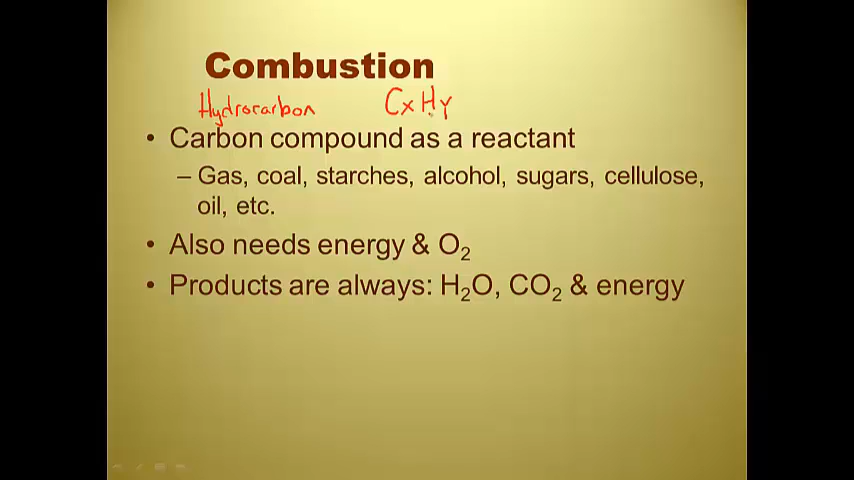 Combustion
Hydrocarbon CxHy
• Carbon compound as a reactant
– Gas, coal, starches, alcohol, sugars, cellulose,
oil, etc.
• Also needs energy & O₂
• Products are always: H₂O, CO₂ & energy